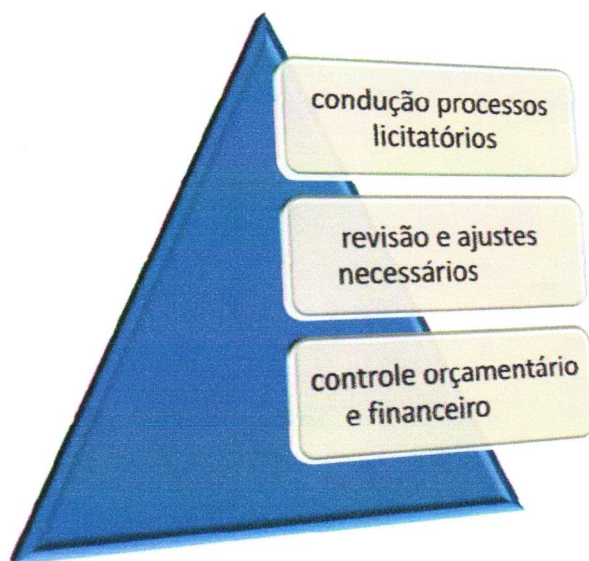 condução processos
licitatórios
revisão e ajustes
necessários
controle orçamentário
e financeiro